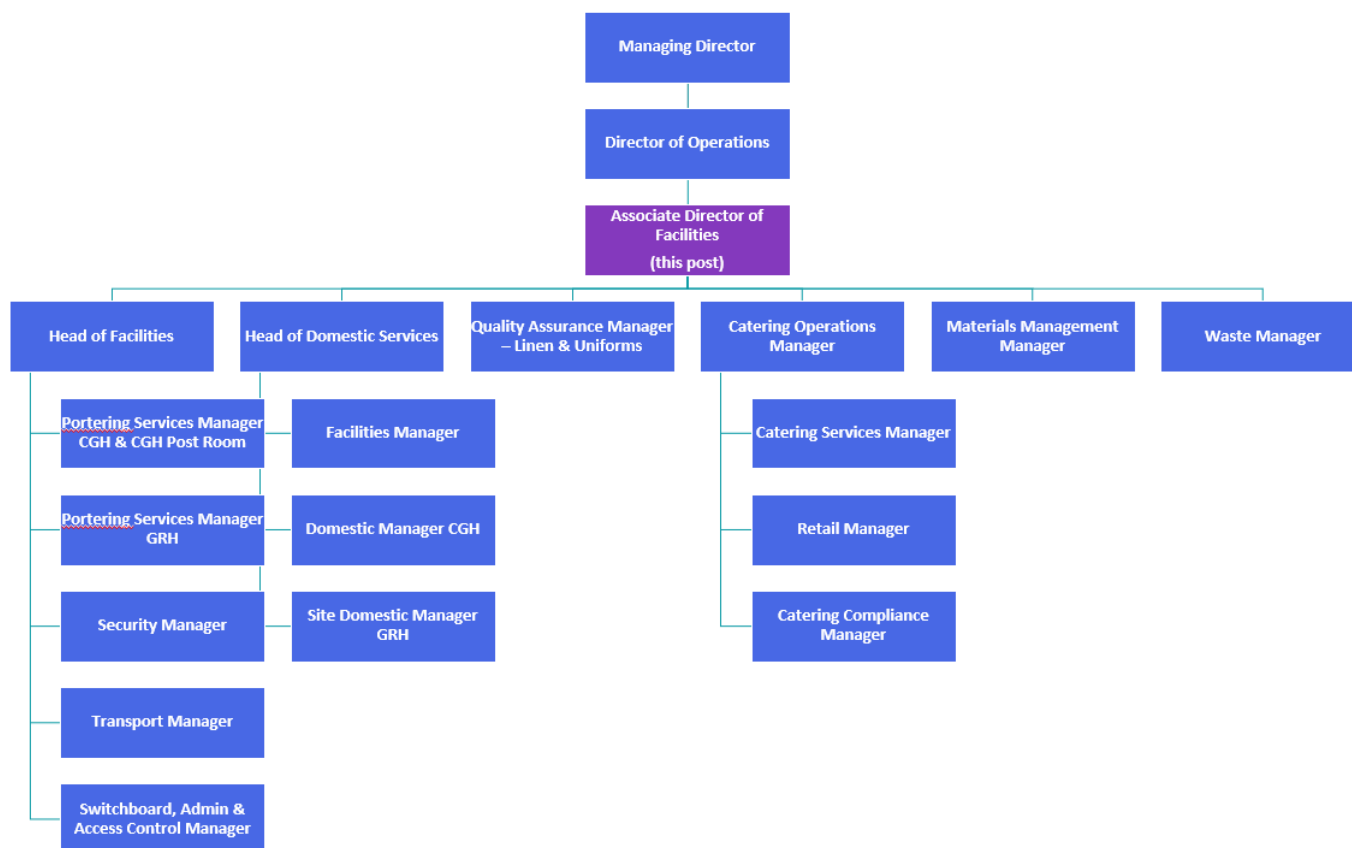 Managing Director
Director of Operations
Associate Director of
Facilities
(this post)
Head of Facilities
Head of Domestic Services
Quality Assurance Manager
– Linen & Uniforms
Catering Operations
Manager
Materials Management
Manager
Waste Manager
Portering Services Manager
CGH & CGH Post Room
Portering Services Manager
GRH
Security Manager
Transport Manager
Switchboard, Admin &
Access Control Manager
Facilities Manager
Domestic Manager CGH
Site Domestic Manager
GRH
Catering Services Manager
Retail Manager
Catering Compliance
Manager